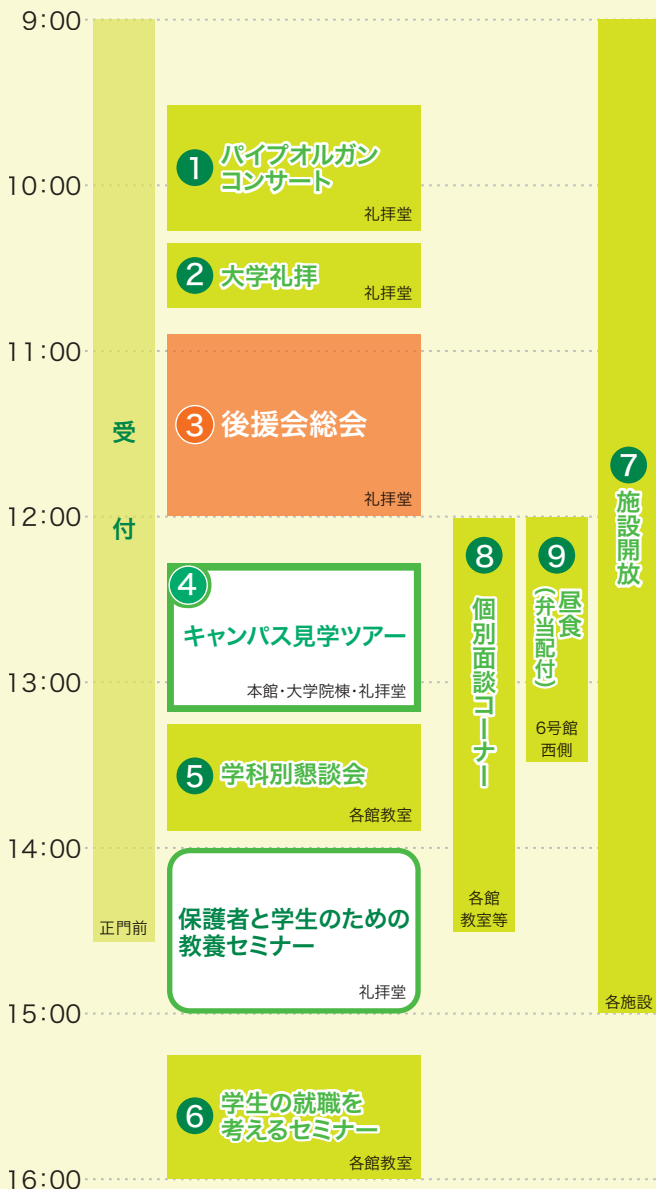 9:00
10:00
11:00
12:00
13:00
14:00
15:00
16:00
受付
正門前
1 パイプオルガン
コンサート
礼拝堂
2 大学礼拝
礼拝堂
3 後援会総会
礼拝堂
4
キャンパス見学ツアー
本館・大学院棟・礼拝堂
5 学科別懇談会
各館教室
保護者と学生のための
教養セミナー
礼拝堂
6 学生の就職を
考えるセミナー
各館教室
8
個別面談コーナー
各館
教室等
9
昼食
(弁当配付)
6号館
西側
7
施設開放
各施設